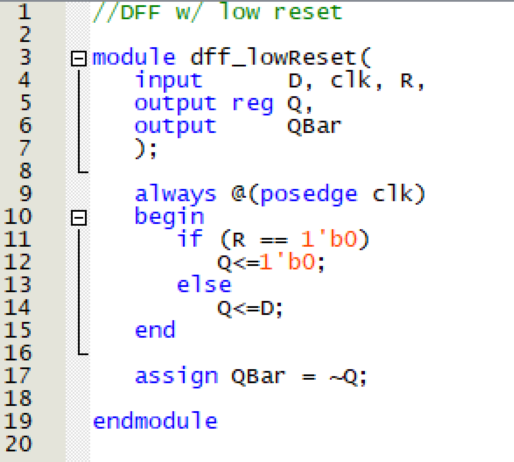 1 //DFF w/ low reset
2
3 module dff_lowReset(
4 input D, clk, R,
5 output reg Q,
6 output QBar
7 );
8
9 always @(posedge clk)
10 begin
11 if (R == 1'b0)
12 Q<=1'b0;
13 else
14 Q<=D;
15 end
16
17 assign QBar = ~Q;
18
19 endmodule
20